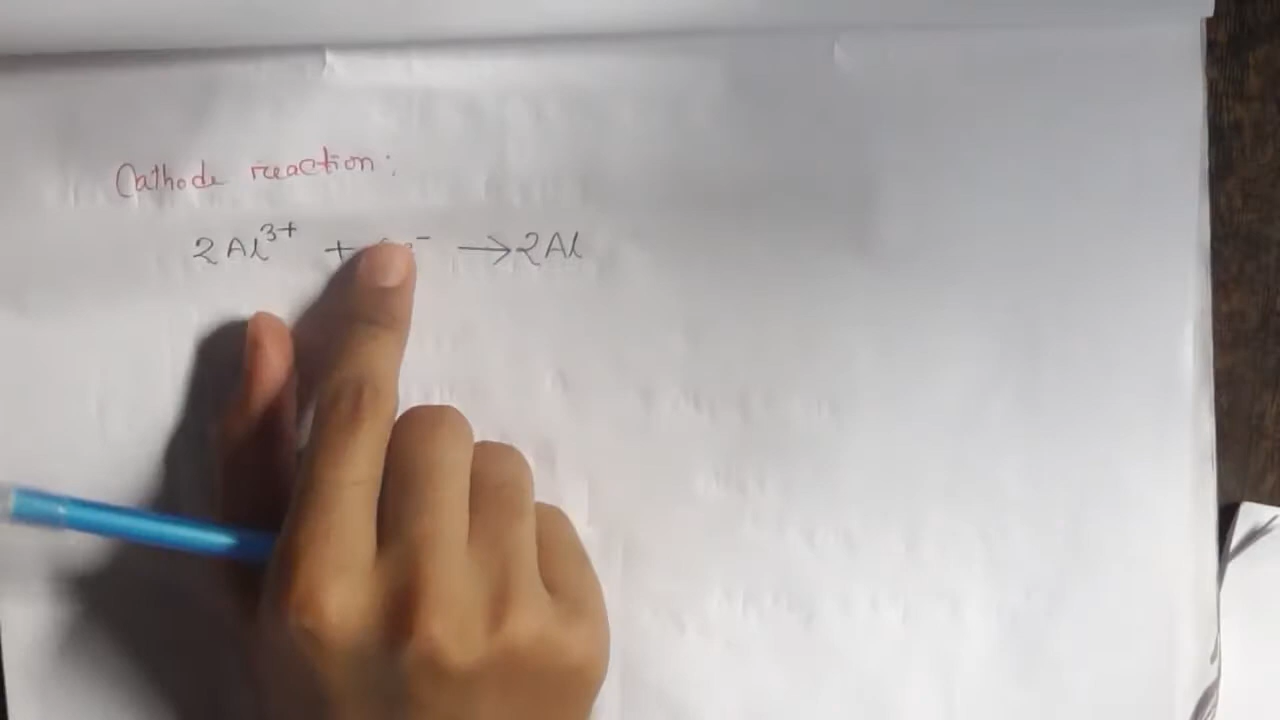 Cathode reaction:
2Al³⁺ + e⁻ → 2Al